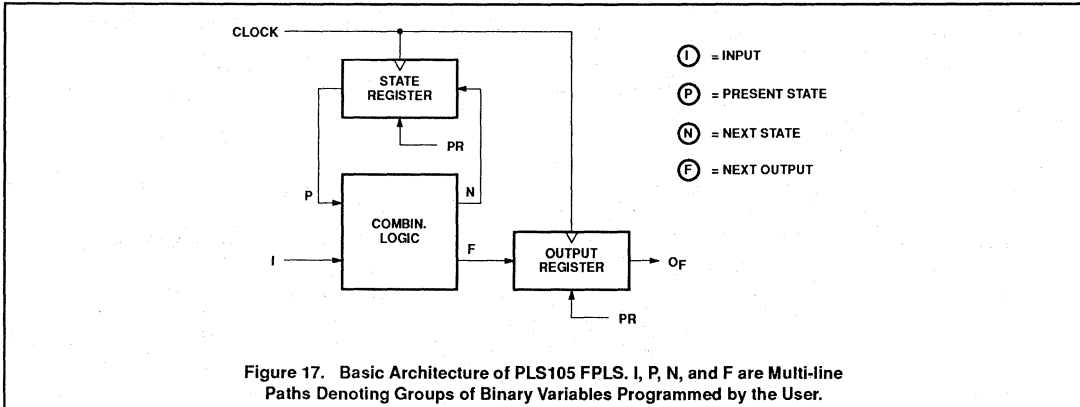 CLOCK
STATE
REGISTER
PR
P
N
COMBIN.
LOGIC
I
F
OUTPUT
REGISTER
OF
PR
I = INPUT
P = PRESENT STATE
N = NEXT STATE
F = NEXT OUTPUT
Figure 17. Basic Architecture of PLS105 FPLS. I, P, N, and F are Multi-line
Paths Denoting Groups of Binary Variables Programmed by the User.